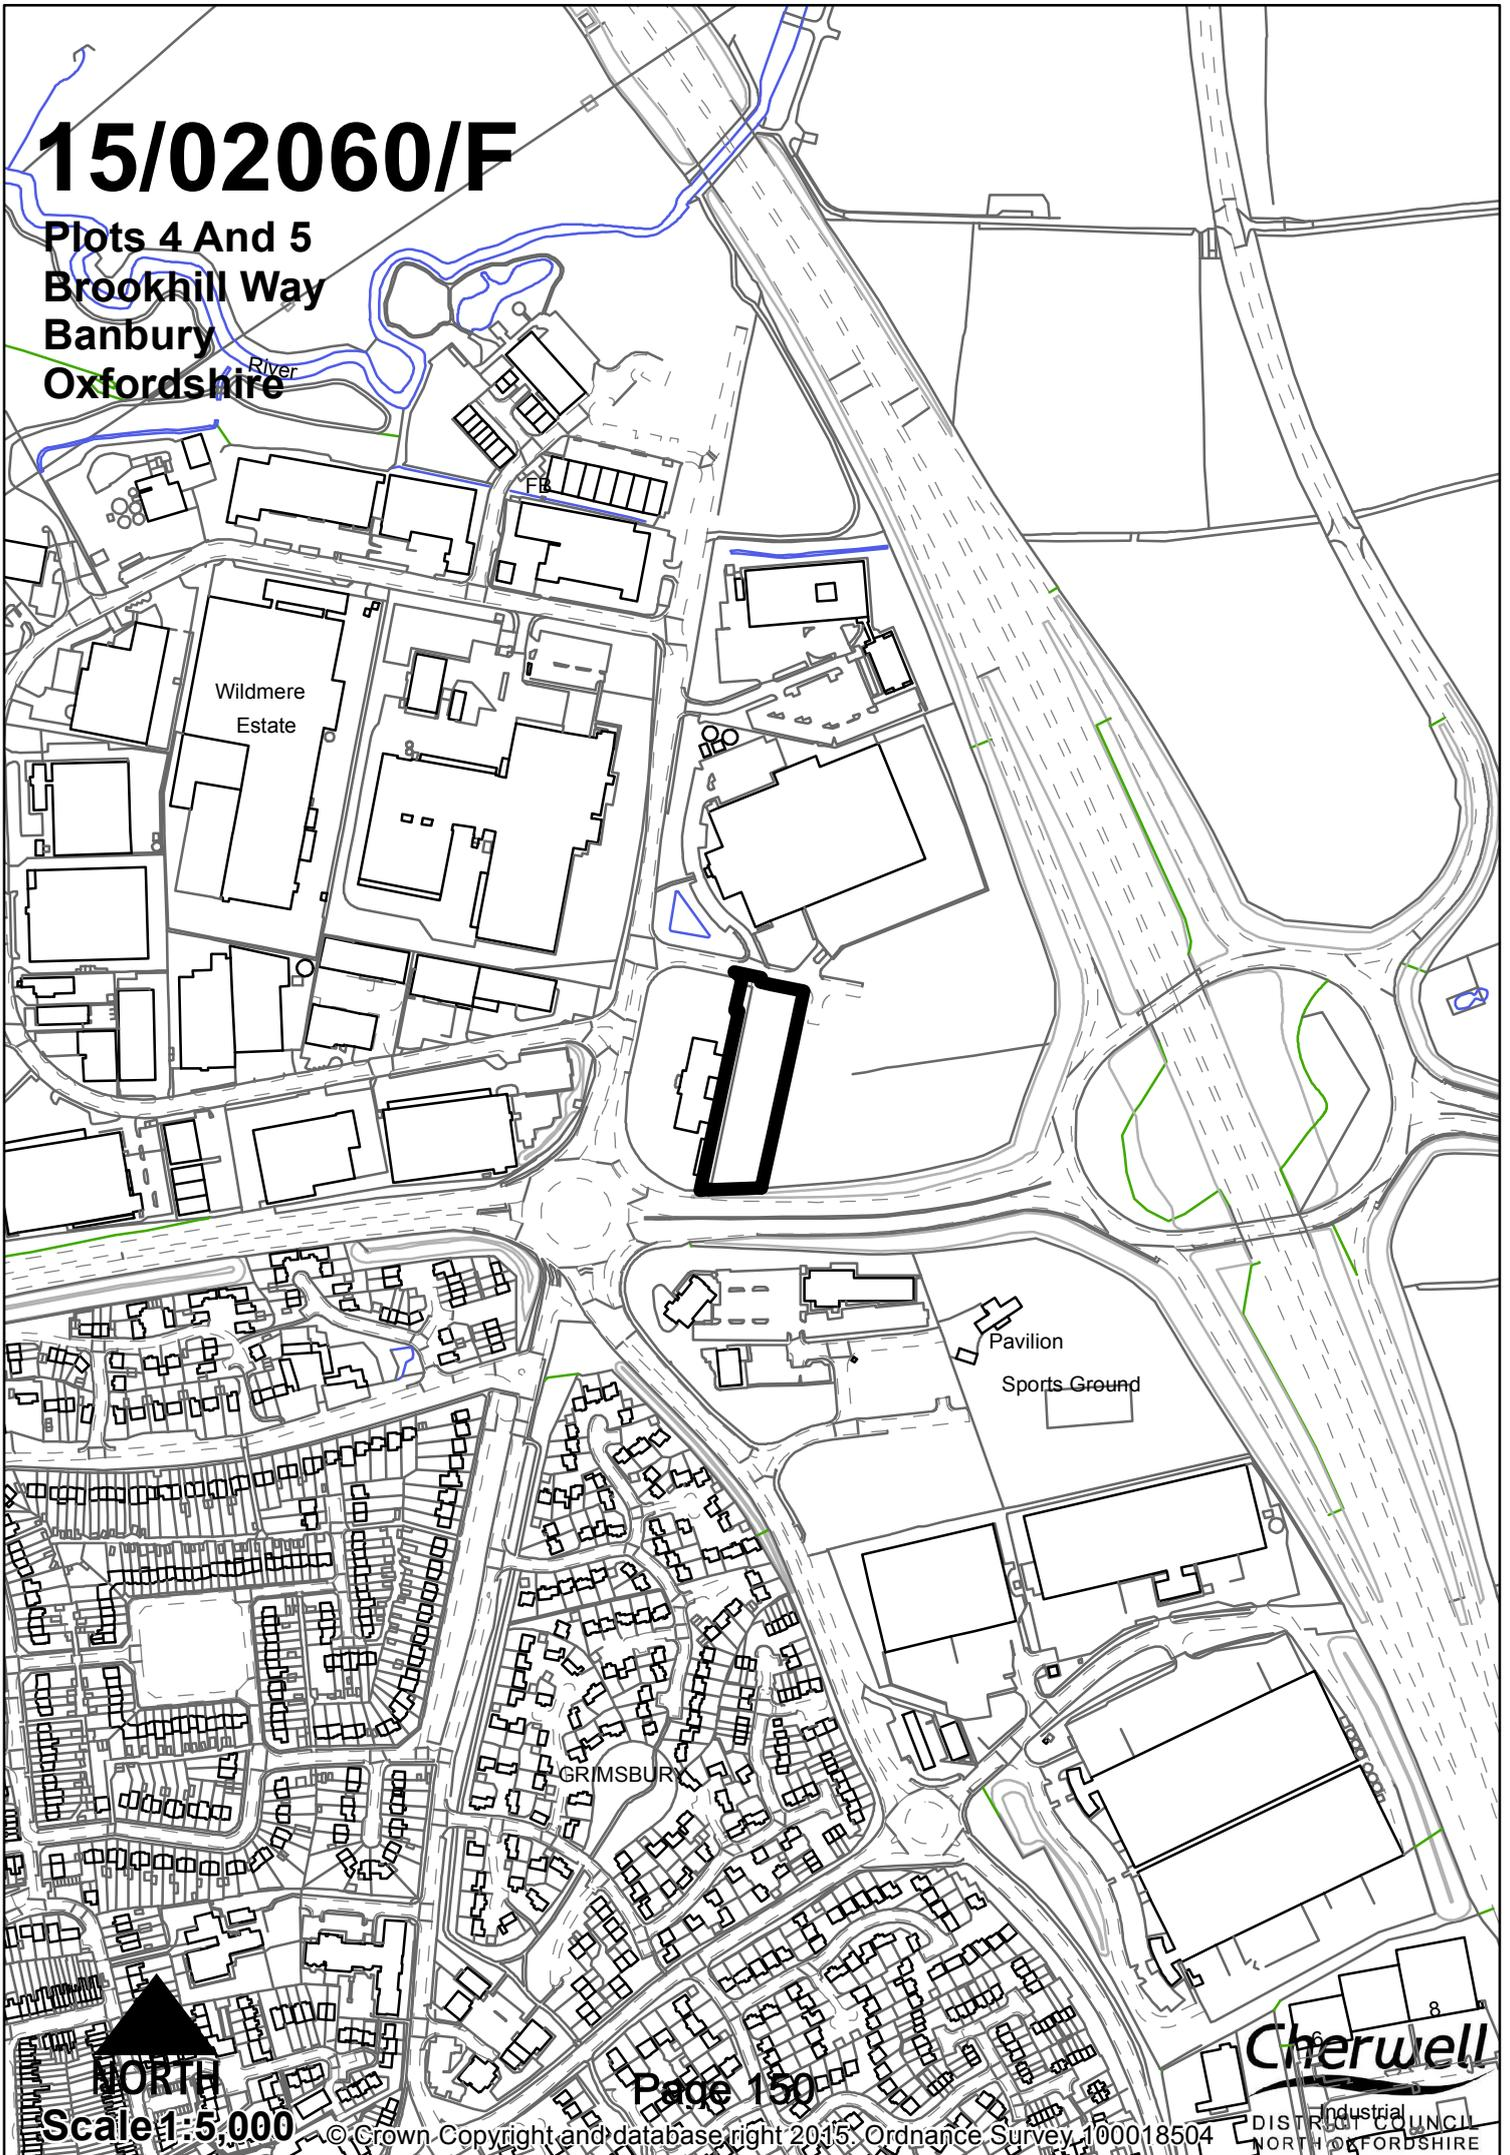 15/02060/F
Plots 4 And 5
Brookhill Way
Banbury
Oxfordshire
River
FB
Wildmere
Estate
Pavilion
Sports Ground
GRIMSBURY
8
6
Cherwell
Industrial
DISTRICT COUNCIL
NORTH OXFORDSHIRE
NORTH
Page 150
Scale 1:5,000
© Crown Copyright and database right 2015. Ordnance Survey 100018504